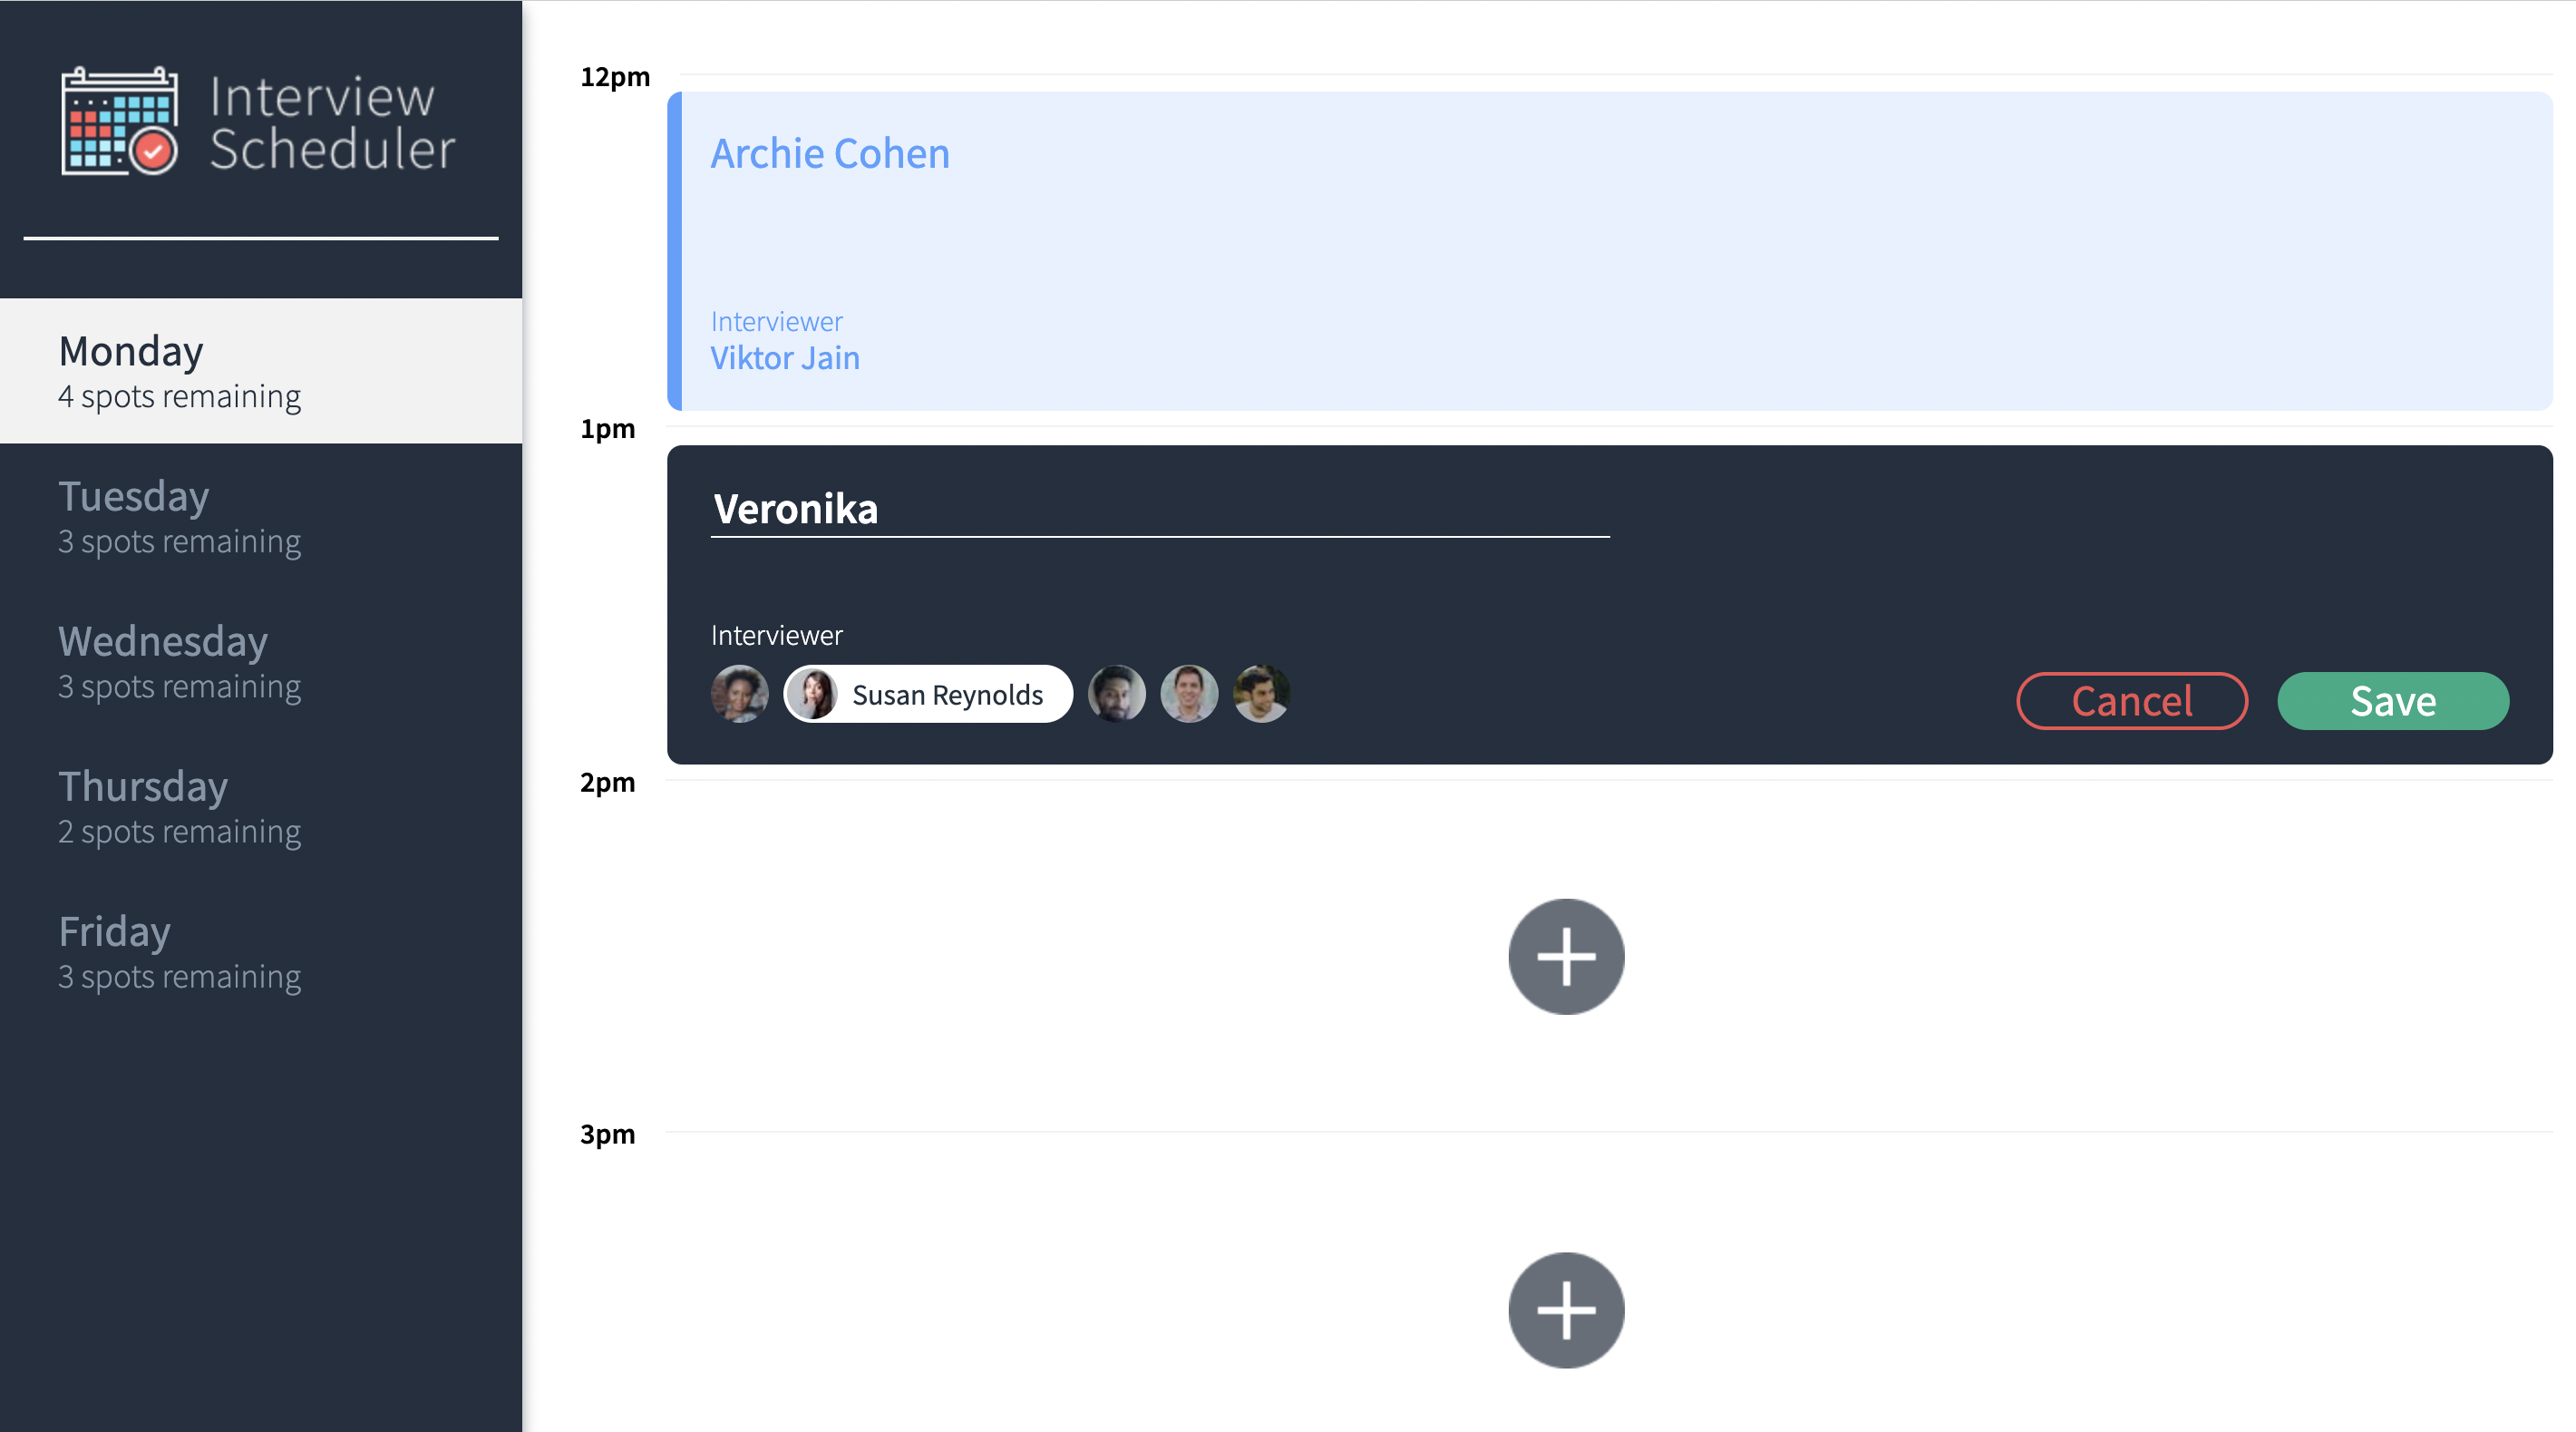 Interview
Scheduler
Monday
4 spots remaining
Tuesday
3 spots remaining
Wednesday
3 spots remaining
Thursday
2 spots remaining
Friday
3 spots remaining
12pm
Archie Cohen
Interviewer
Viktor Jain
1pm
Veronika
Interviewer
Susan Reynolds
Cancel
Save
2pm
3pm